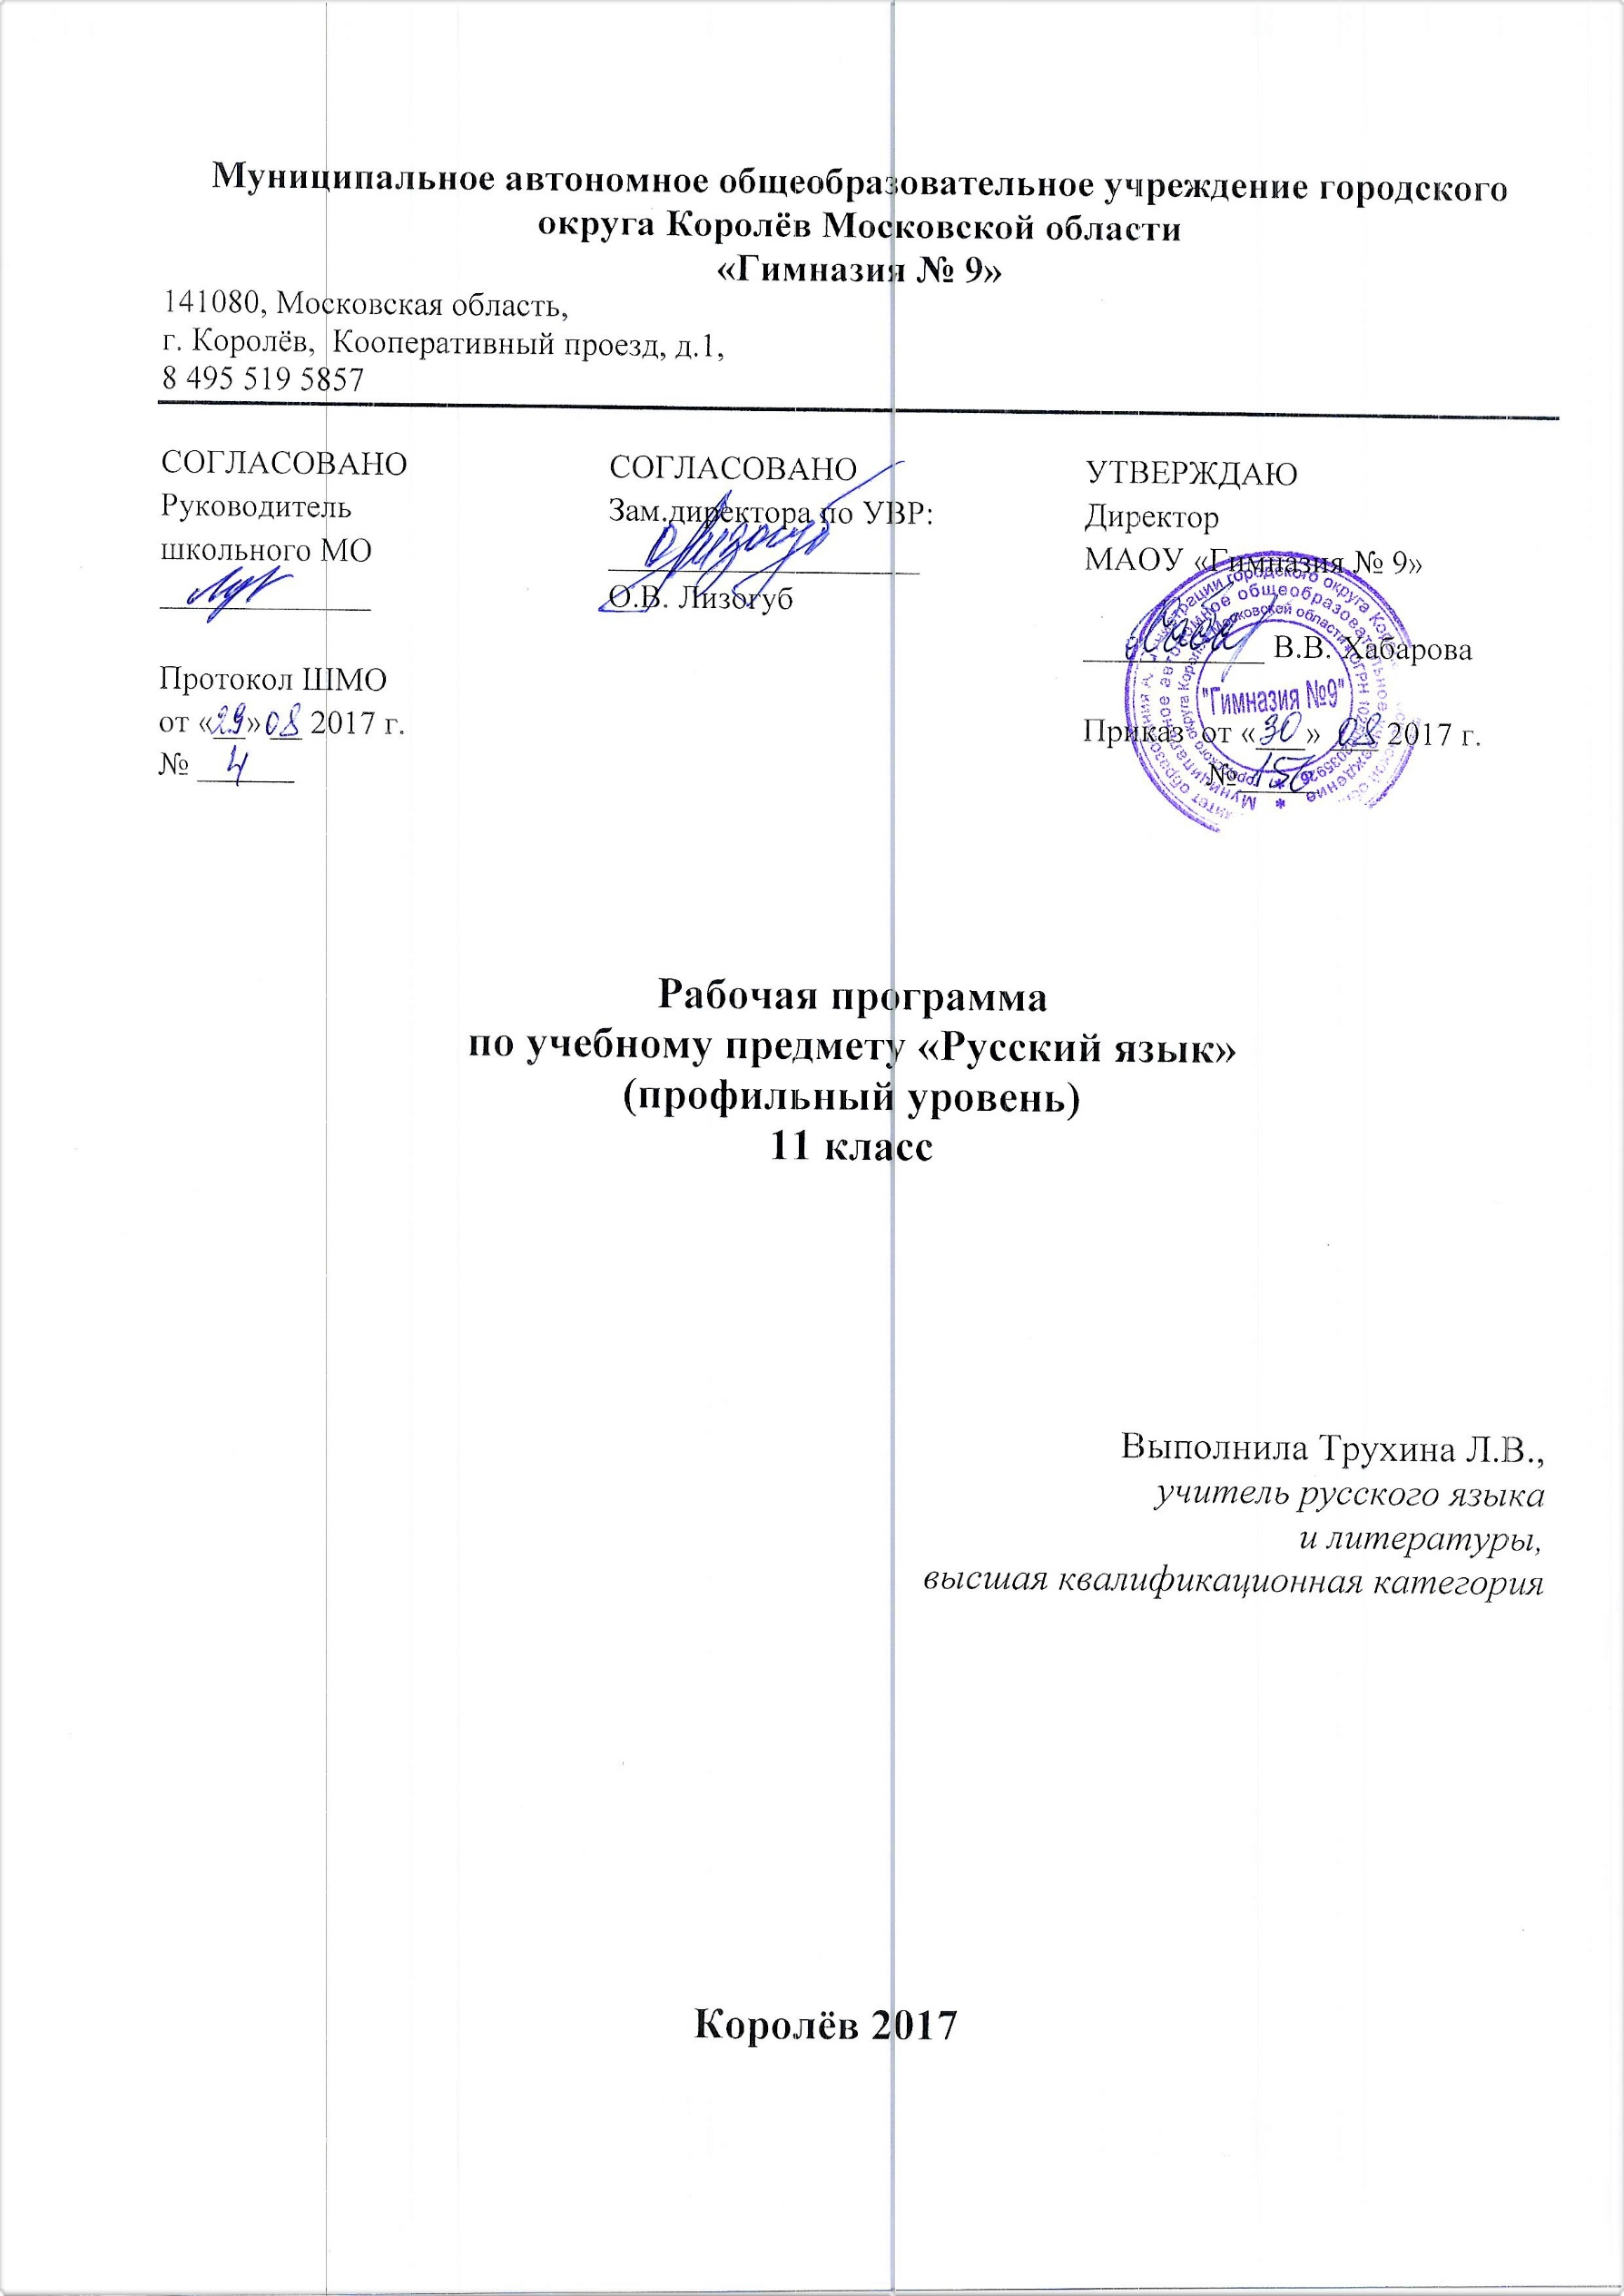 Муниципальное автономное общеобразовательное учреждение городского
округа Королёв Московской области
«Гимназия № 9»
141080, Московская область,
г. Королёв, Кооперативный проезд, д.1,
8 495 519 5857
СОГЛАСОВАНО
Руководитель
школьного МО
Протокол ШМО
от «29» 08 2017 г.
№ 4
СОГЛАСОВАНО
Зам.директора по УВР:
О.В. Лизогуб
УТВЕРЖДАЮ
Директор
МАОУ «Гимназия № 9»
В.В. Хабарова
"Гимназия №9"
Приказ от «30» 08 2017 г.
№
Рабочая программа
по учебному предмету «Русский язык»
(профильный уровень)
11 класс
Выполнила Трухина Л.В.,
учитель русского языка
и литературы,
высшая квалификационная категория
Королёв 2017